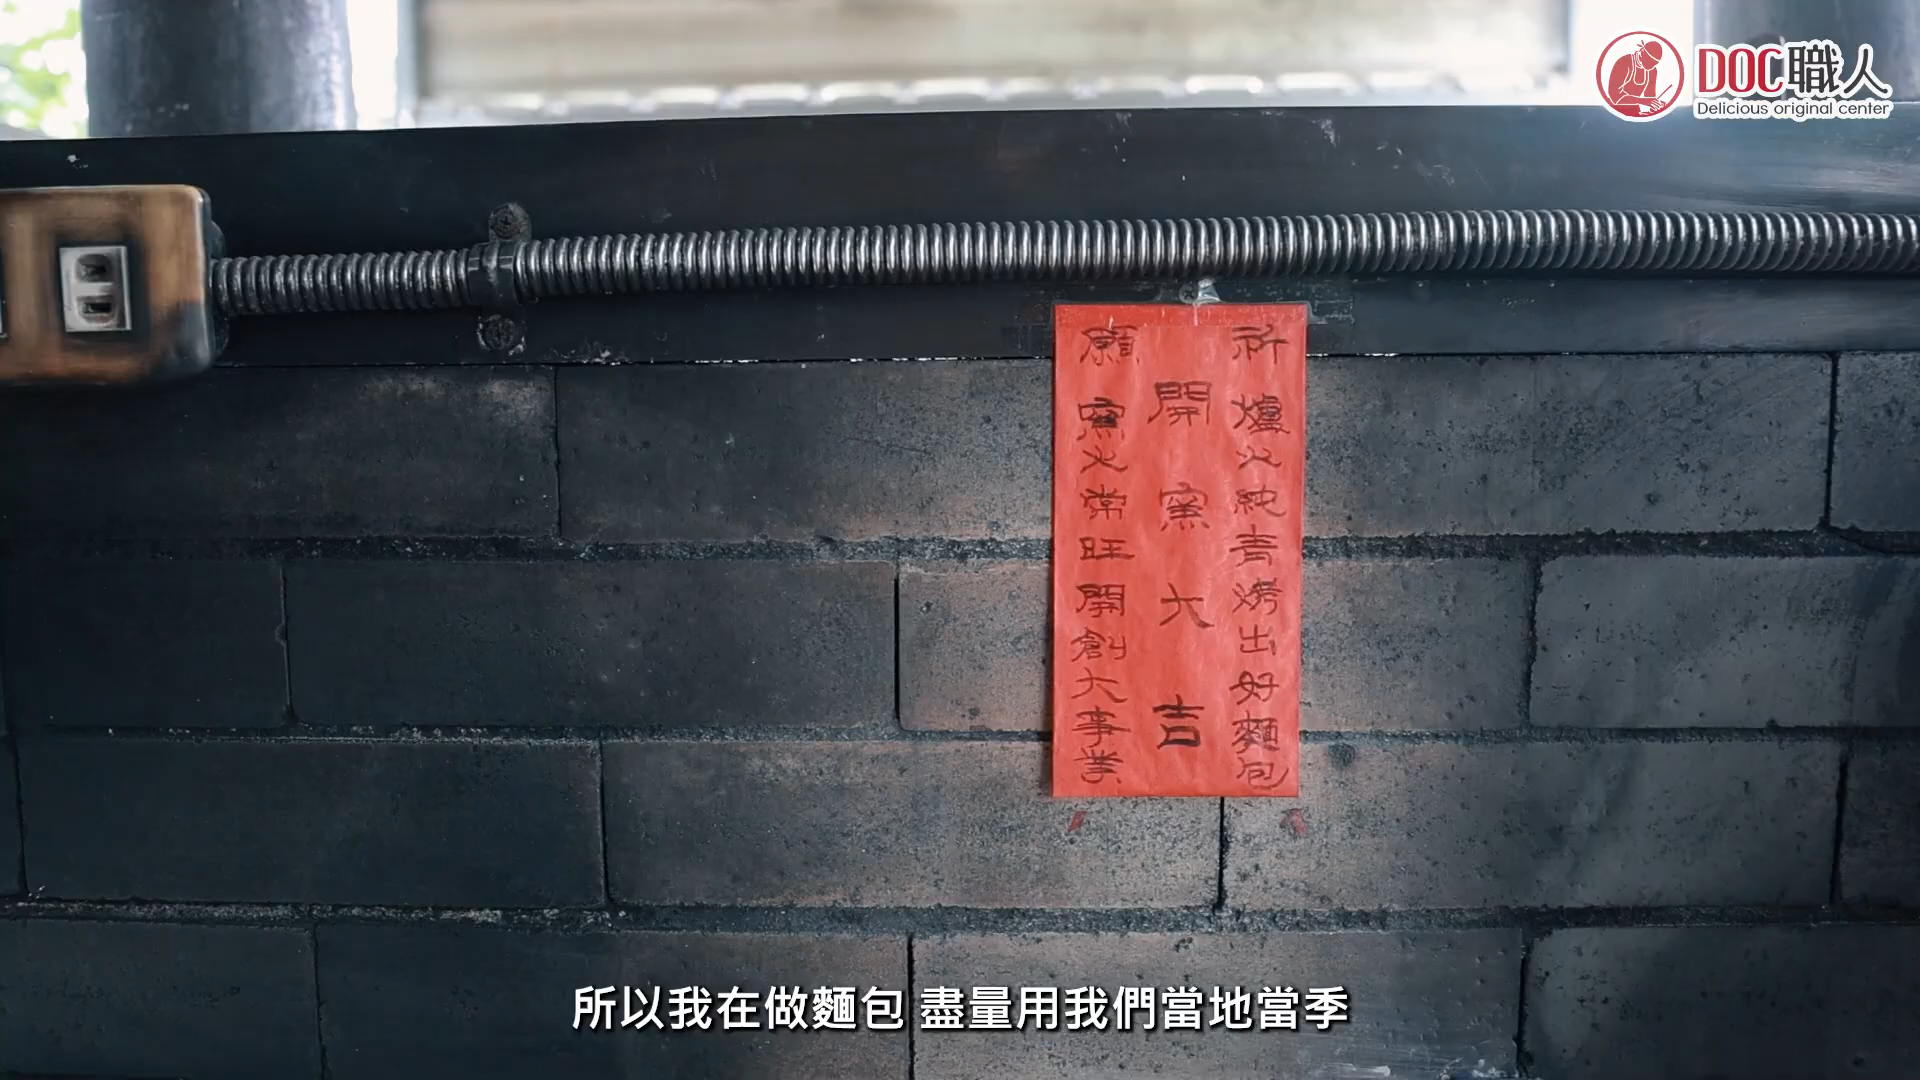 DOC職人
Delicious original center
祈 爐火純青烤出好麵包
開窯大吉
願 窯火常旺開創大事業
所以我在做麵包 盡量用我們當地當季